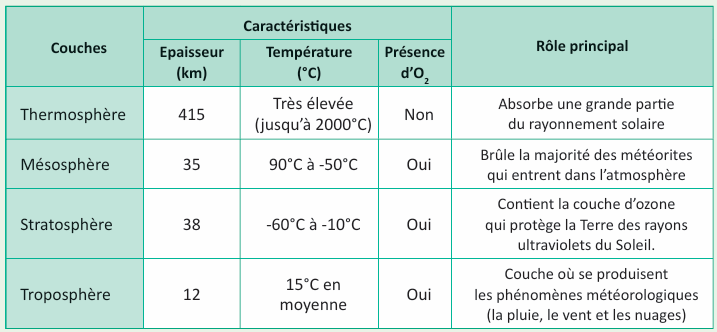 Couches
Caractéristiques
Rôle principal
Epaisseur
(km)
Température
(°C)
Présence
d’O2
Thermosphère
415
Très élevée
(jusqu’à 2000°C)
Non
Absorbe une grande partie
du rayonnement solaire
Mésosphère
35
90°C à -50°C
Oui
Brûle la majorité des météorites
qui entrent dans l’atmosphère
Stratosphère
38
-60°C à -10°C
Oui
Contient la couche d’ozone
qui protège la Terre des rayons
ultraviolets du Soleil.
Troposphère
12
15°C en
moyenne
Oui
Couche où se produisent
les phénomènes météorologiques
(la pluie, le vent et les nuages)